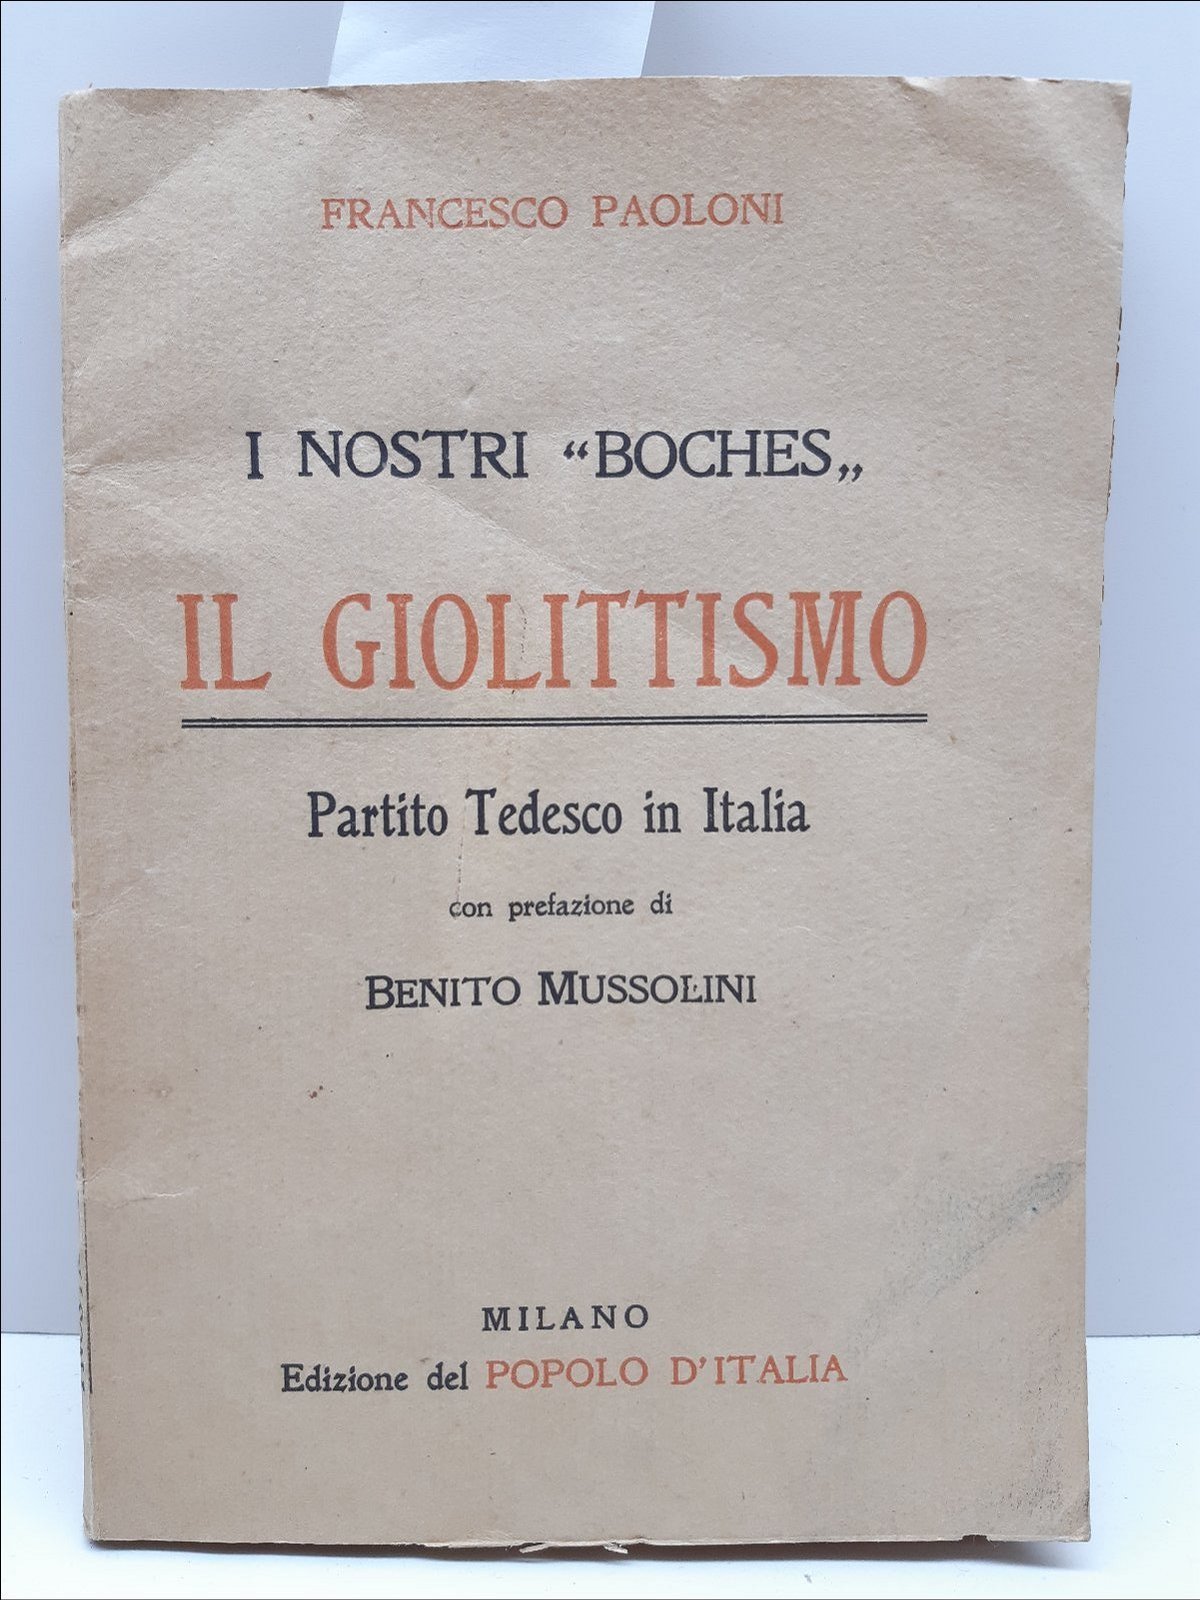 FRANCESCO PAOLONI
I NOSTRI “BOCHES„
IL GIOLITTISMO
Partito Tedesco in Italia
con prefazione di
BENITO MUSSOLINI
MILANO
Edizione del POPOLO D'ITALIA